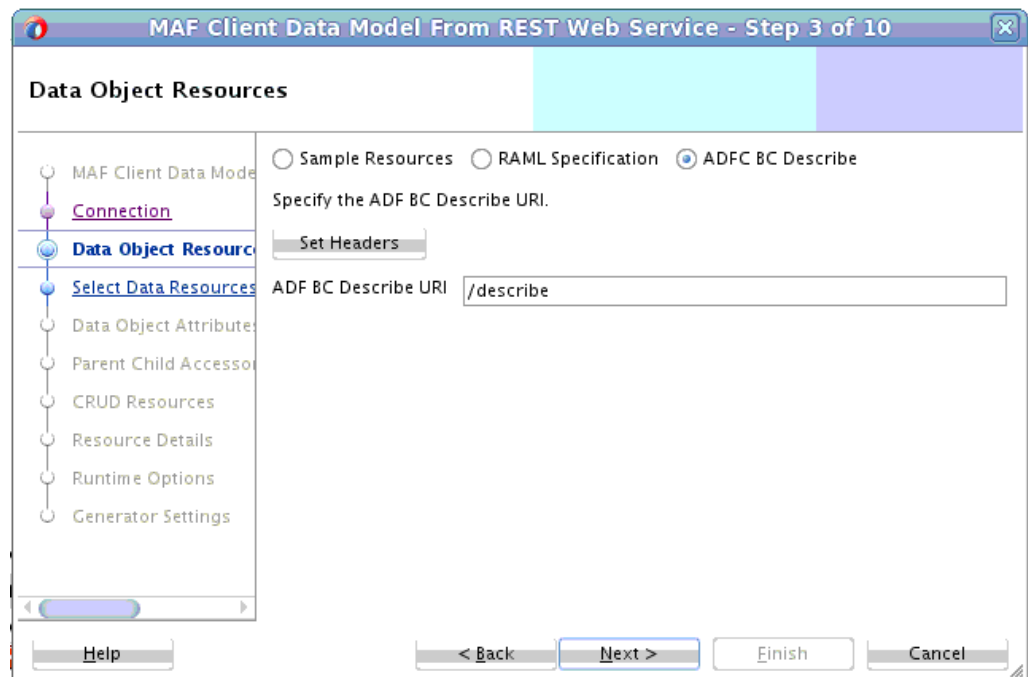 MAF Client Data Model From REST Web Service - Step 3 of 10
Data Object Resources
MAF Client Data Mode
Connection
Data Object Resourc
Select Data Resources
Data Object Attribute
Parent Child Accesso
CRUD Resources
Resource Details
Runtime Options
Generator Settings
Sample Resources RAML Specification ADFC BC Describe
Specify the ADF BC Describe URI.
Set Headers
ADF BC Describe URI /describe
Help < Back Next > Finish Cancel